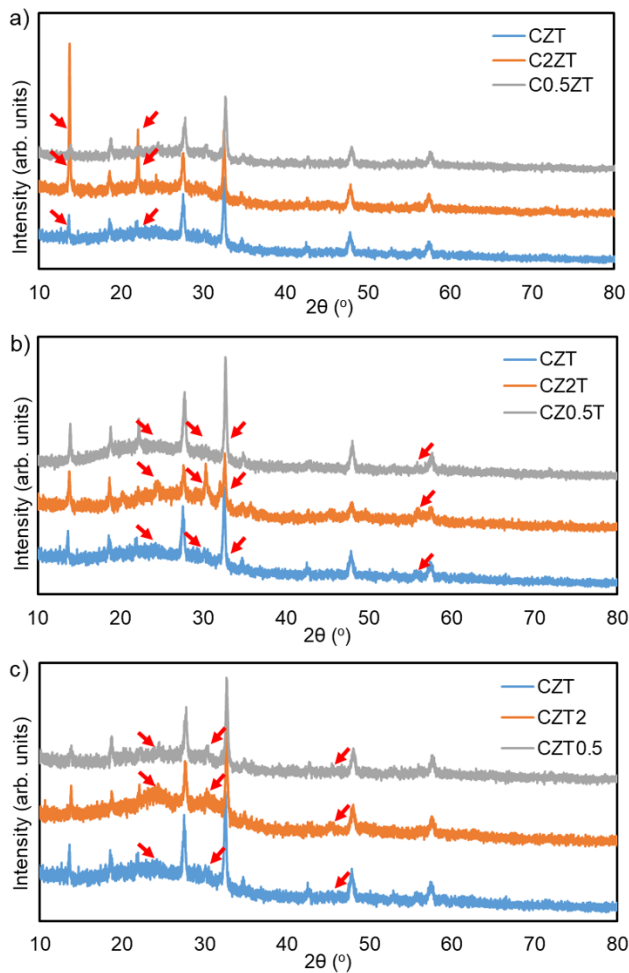 a)
CZT
C2ZT
C0.5ZT
Intensity (arb. units)
10 20 30 40 50 60 70 80
2θ (°)
b)
CZT
CZ2T
CZ0.5T
Intensity (arb. units)
10 20 30 40 50 60 70 80
2θ (°)
c)
CZT
CZT2
CZT0.5
Intensity (arb. units)
10 20 30 40 50 60 70 80
2θ (°)